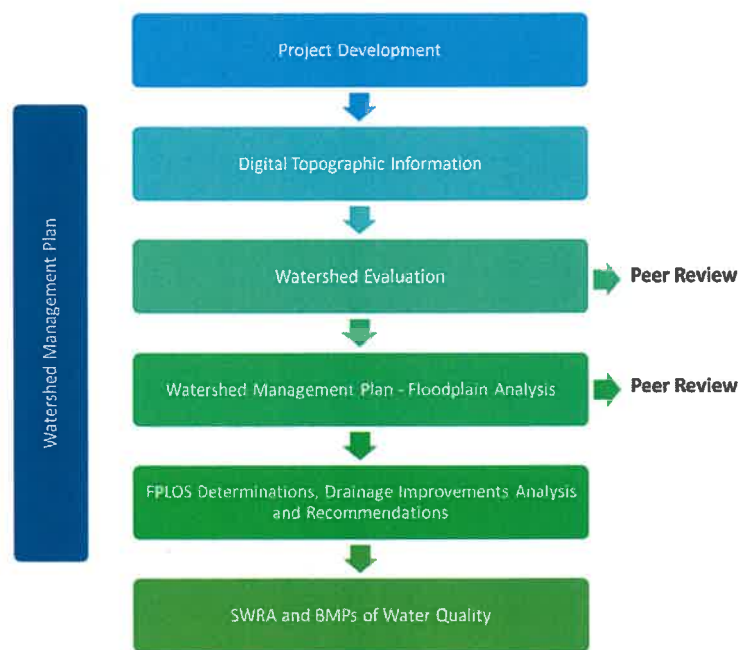 Project Development
Watershed Management Plan
Digital Topographic Information
Watershed Evaluation
Peer Review
Watershed Management Plan - Floodplain Analysis
Peer Review
FPLOS Determinations, Drainage Improvements Analysis
and Recommendations
SWRA and BMPs of Water Quality